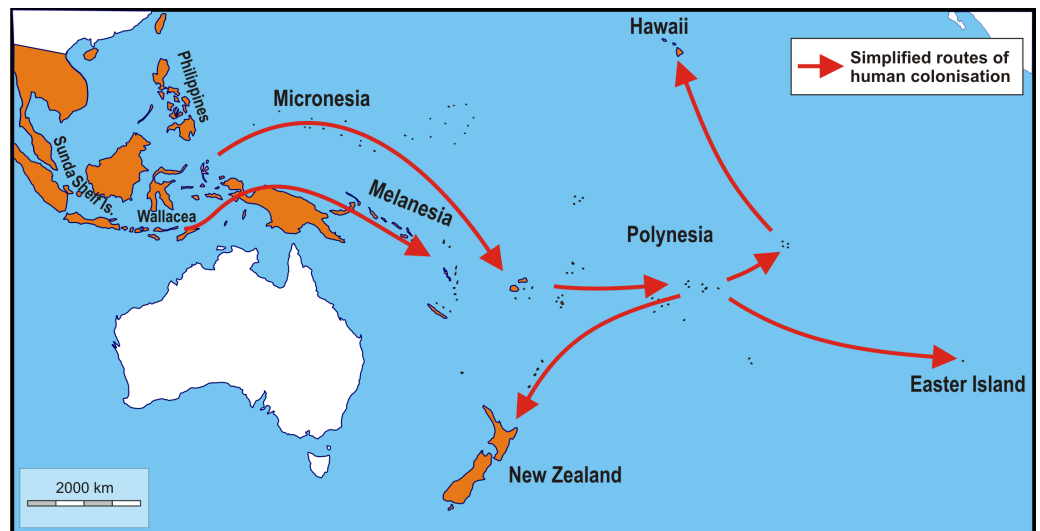 Hawaii
Simplified routes of
human colonisation
Philippines
Micronesia
Sunda Shelf Is.
Wallacea
Melanesia
Polynesia
Easter Island
New Zealand
2000 km